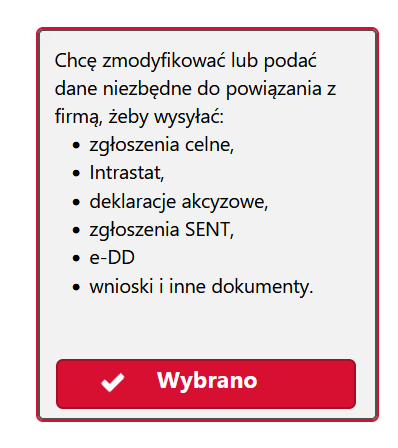 Chcę zmodyfikować lub podać
dane niezbędne do powiązania z
firmą, żeby wysyłać:
• zgłoszenia celne,
• Intrastat,
• deklaracje akcyzowe,
• zgłoszenia SENT,
• e-DD
• wnioski i inne dokumenty.
Wybrano